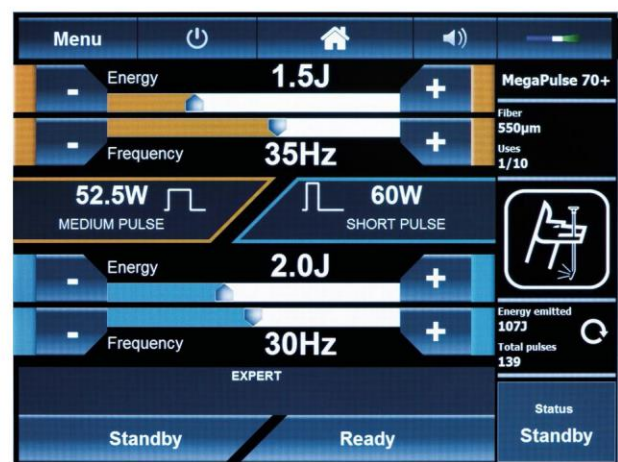 Menu
MegaPulse 70+
Energy 1.5J
- +
Frequency 35Hz
- +
Fiber
550μm
Uses
1/10
52.5W
MEDIUM PULSE
60W
SHORT PULSE
Energy 2.0J
- +
Frequency 30Hz
- +
Energy emitted
107J
Total pulses
139
EXPERT
Standby
Ready
Status
Standby